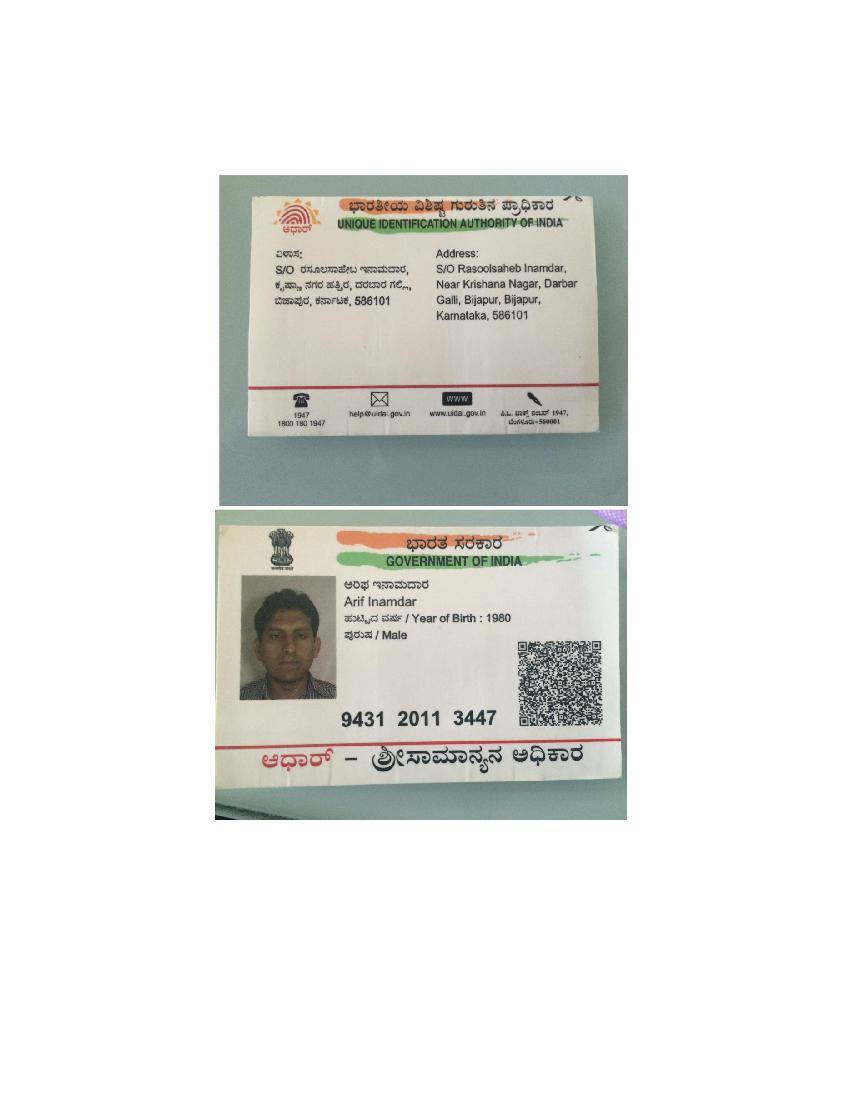 ಭಾರತೀಯ ವಿಶಿಷ್ಟ ಗುರುತಿನ ಪ್ರಾಧಿಕಾರ
UNIQUE IDENTIFICATION AUTHORITY OF INDIA
ಆಧಾರ್
ವಿಳಾಸ:
S/O ರಸೂಲಸಾಹೇಬ ಇನಾಮದಾರ,
ಕೃಷ್ಣಾ ನಗರ ಹತ್ತಿರ, ದರಬಾರ ಗಲ್ಲಿ,
ಬಿಜಾಪುರ, ಕರ್ನಾಟಕ, 586101
Address:
S/O Rasoolsaheb Inamdar,
Near Krishana Nagar, Darbar
Galli, Bijapur, Bijapur,
Karnataka, 586101
1947
1800 180 1947
help@uidai.gov.in
WWW
www.uidai.gov.in
ಪಿ.ಓ. ಬಾಕ್ಸ್ ನಂಬರ್ 1947,
ಬೆಂಗಳೂರು-560001
ಭಾರತ ಸರಕಾರ
GOVERNMENT OF INDIA
ಆರಿಫ ಇನಾಮದಾರ
Arif Inamdar
ಹುಟ್ಟಿದ ವರ್ಷ / Year of Birth : 1980
ಪುರುಷ / Male
9431 2011 3447
ಆಧಾರ್ – ಶ್ರೀಸಾಮಾನ್ಯನ ಅಧಿಕಾರ